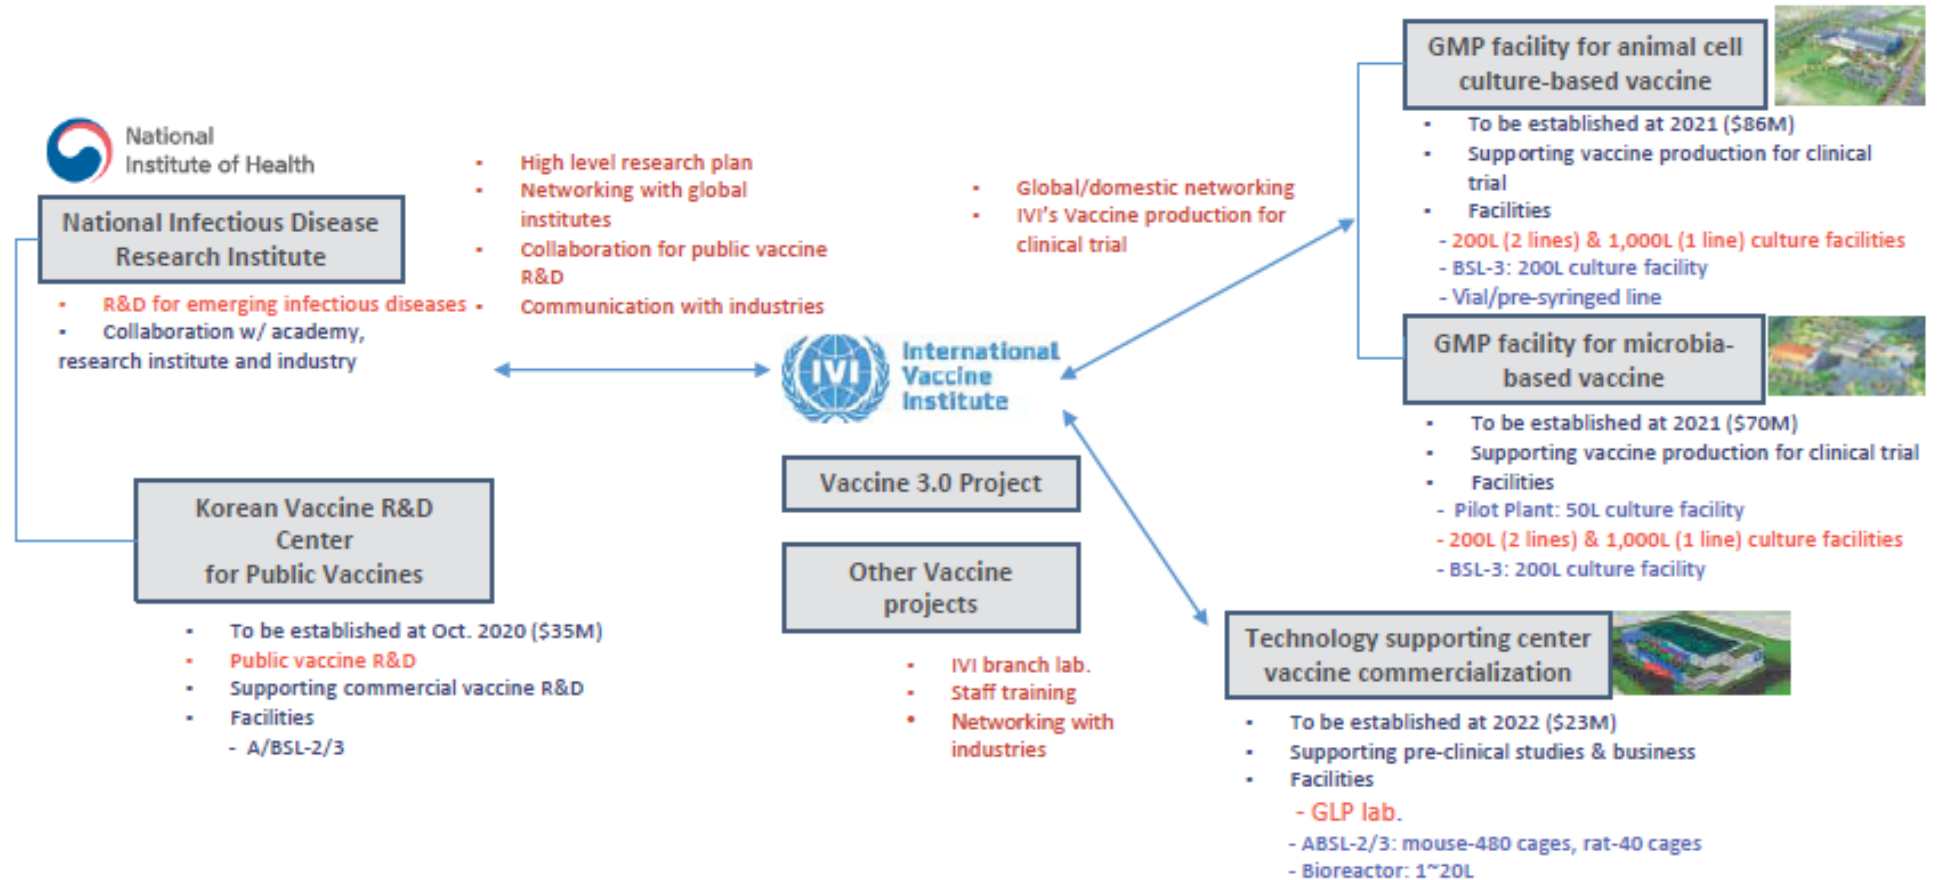 National
Institute of Health
National Infectious Disease
Research Institute
▪ R&D for emerging infectious diseases
▪ Collaboration w/ academy,
research institute and industry
Korean Vaccine R&D
Center
for Public Vaccines
▪ To be established at Oct. 2020 ($35M)
▪ Public vaccine R&D
▪ Supporting commercial vaccine R&D
▪ Facilities
- A/BSL-2/3
▪ High level research plan
▪ Networking with global
institutes
▪ Collaboration for public vaccine
R&D
▪ Communication with industries
IVI
International
Vaccine
Institute
Vaccine 3.0 Project
Other Vaccine
projects
▪ IVI branch lab.
▪ Staff training
• Networking with
industries
▪ Global/domestic networking
▪ IVI's Vaccine production for
clinical trial
GMP facility for animal cell
culture-based vaccine
▪ To be established at 2021 ($86M)
▪ Supporting vaccine production for clinical
trial
▪ Facilities
- 200L (2 lines) & 1,000L (1 line) culture facilities
- BSL-3: 200L culture facility
- Vial/pre-syringed line
GMP facility for microbia-
based vaccine
▪ To be established at 2021 ($70M)
▪ Supporting vaccine production for clinical trial
▪ Facilities
- Pilot Plant: 50L culture facility
- 200L (2 lines) & 1,000L (1 line) culture facilities
- BSL-3: 200L culture facility
Technology supporting center
vaccine commercialization
▪ To be established at 2022 ($23M)
▪ Supporting pre-clinical studies & business
▪ Facilities
- GLP lab.
- ABSL-2/3: mouse-480 cages, rat-40 cages
- Bioreactor: 1~20L